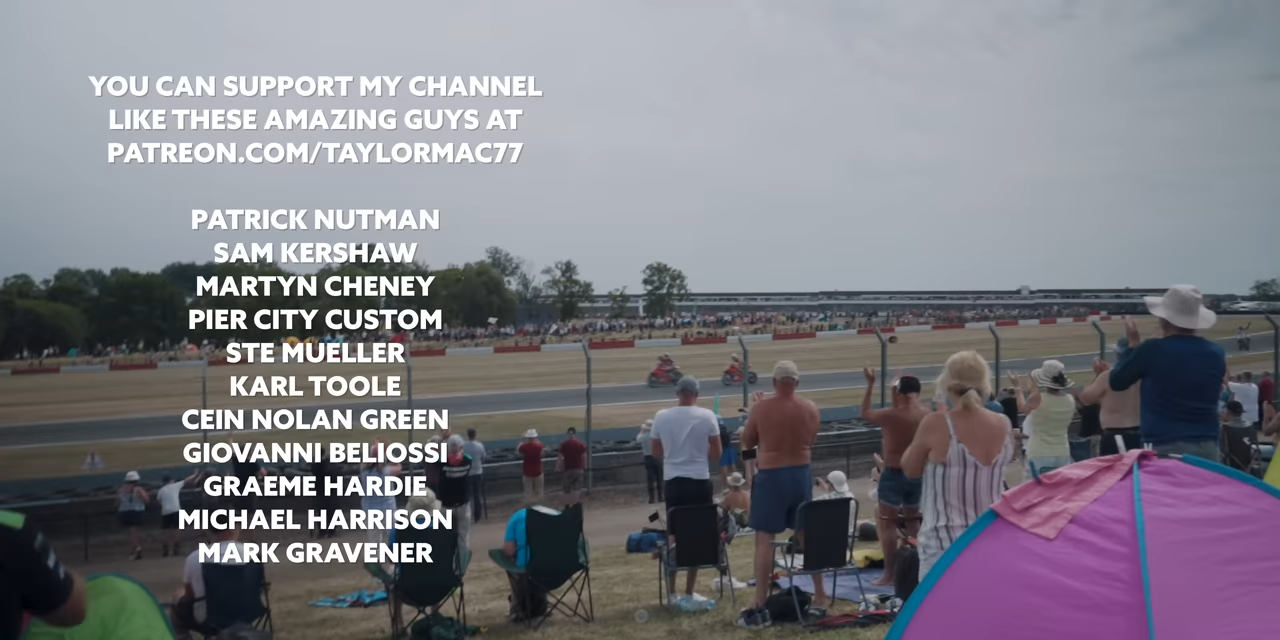 YOU CAN SUPPORT MY CHANNEL
LIKE THESE AMAZING GUYS AT
PATREON.COM/TAYLORMAC77
PATRICK NUTMAN
SAM KERSHAW
MARTYN CHENEY
PIER CITY CUSTOM
STE MUELLER
KARL TOOLE
CEIN NOLAN GREEN
GIOVANNI BELIOSSI
GRAEME HARDIE
MICHAEL HARRISON
MARK GRAVENER